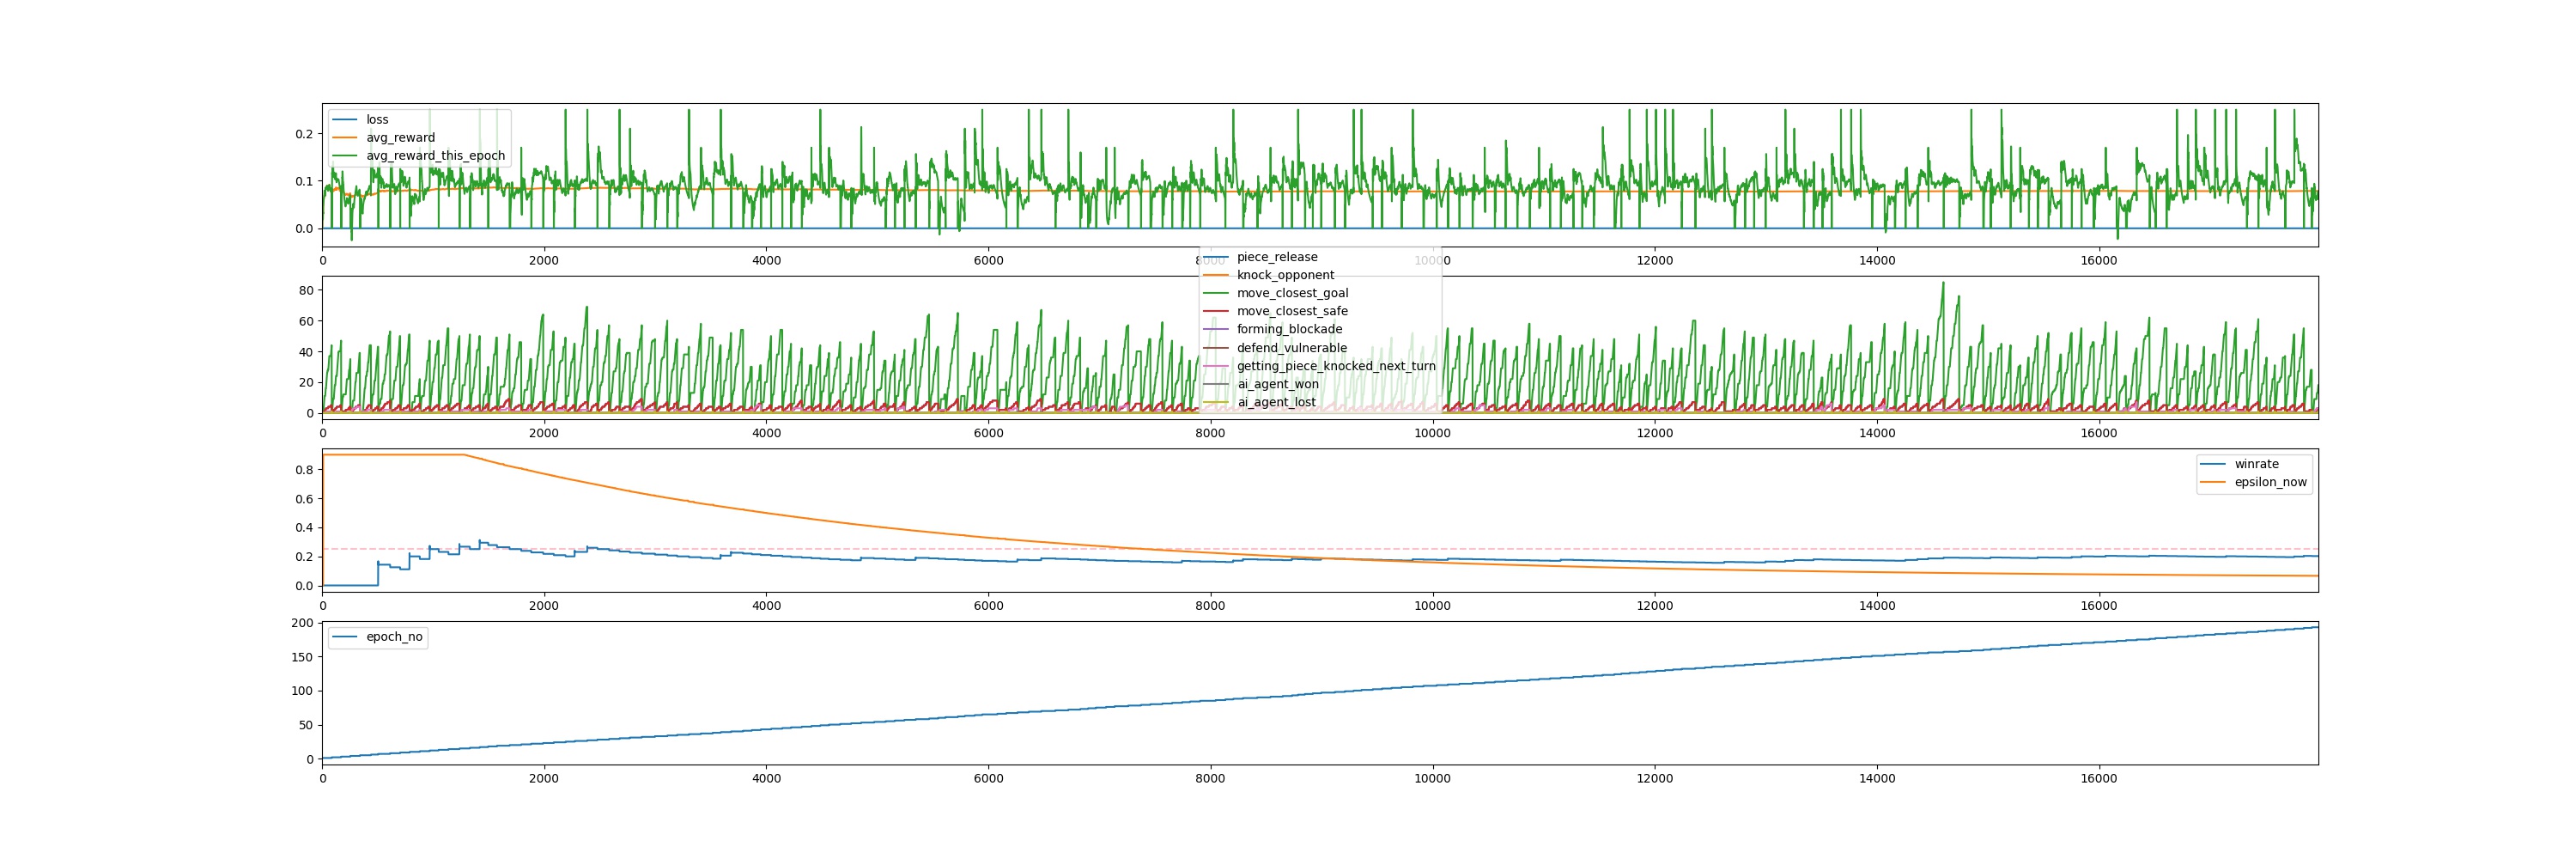 loss
avg_reward
avg_reward_this_epoch
0.2
0.1
0.0
0 2000 4000 6000 8000 10000 12000 14000 16000
piece_release
knock_opponent
move_closest_goal
move_closest_safe
forming_blockade
defend_vulnerable
getting_piece_knocked_next_turn
ai_agent_won
ai_agent_lost
80
60
40
20
0
0 2000 4000 6000 8000 10000 12000 14000 16000
winrate
epsilon_now
0.8
0.6
0.4
0.2
0.0
0 2000 4000 6000 8000 10000 12000 14000 16000
epoch_no
200
150
100
50
0
0 2000 4000 6000 8000 10000 12000 14000 16000